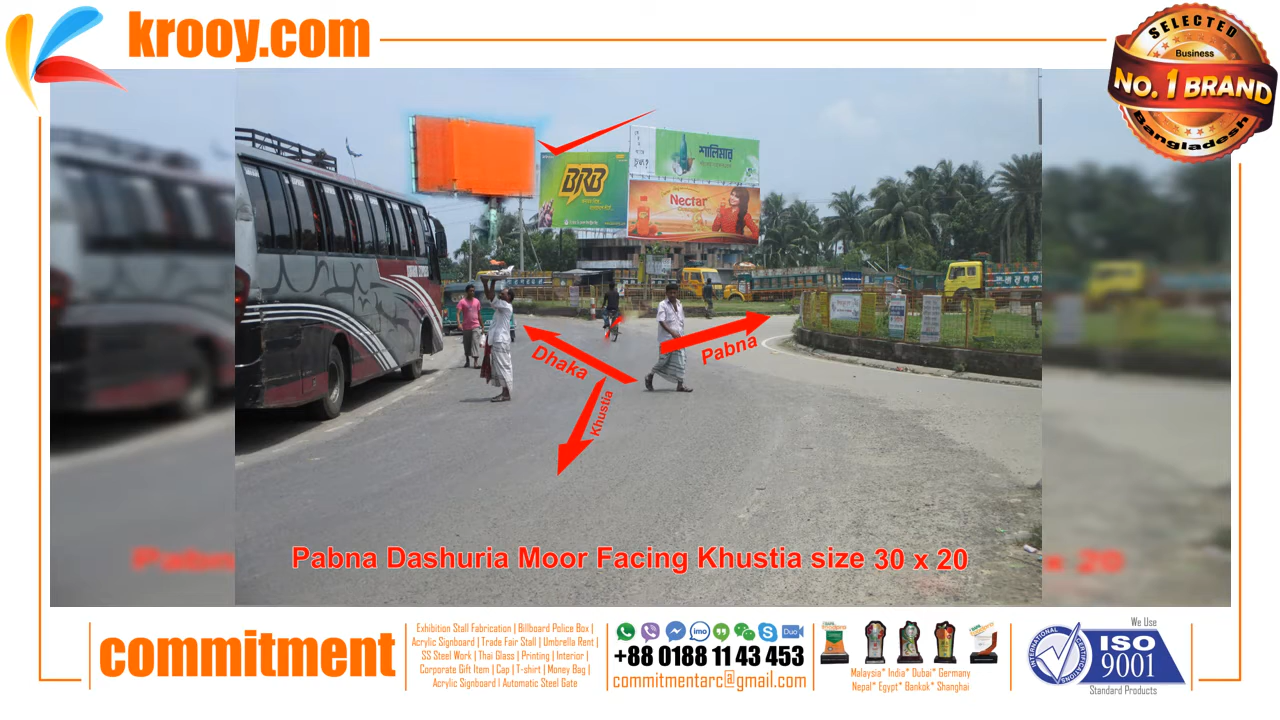 krooy.com
SELECTED
Business
NO. 1 BRAND
Bangladesh
শালিমার
BRB
Nectar
Dhaka
Pabna
Khustia
Pabna Dashuria Moor Facing Khustia size 30 x 20
commitment
Exhibition Stall Fabrication | Billboard Police Box |
Acrylic Signboard | Trade Fair Stall | Umbrella Rent |
SS Steel Work | Thai Glass | Printing | Interior |
Corporate Gift Item | Cap | T-shirt | Money Bag |
Acrylic Signboard | Automatic Steel Gate
imo
Duo
+88 0188 11 43 453
commitmentarc@gmail.com
Malaysia* India* Dubai* Germany
Nepal* Egypt* Bankok* Shanghai
We Use
INTERNATIONAL CERTIFICATIONS
ISO
9001
Standard Products